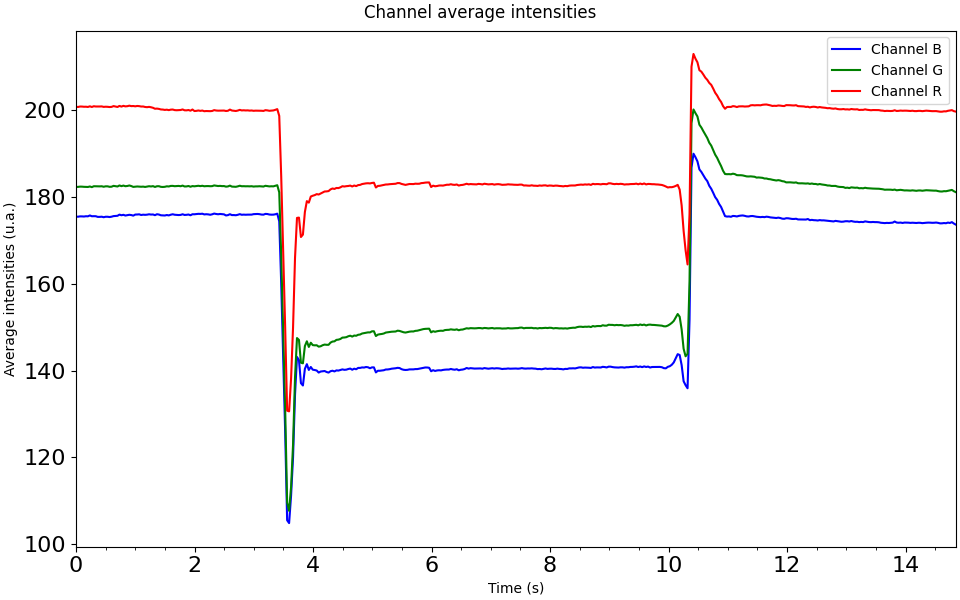 Channel average intensities
Channel B
Channel G
Channel R
Average intensities (u.a.)
200
180
160
140
120
100
0 2 4 6 8 10 12 14
Time (s)